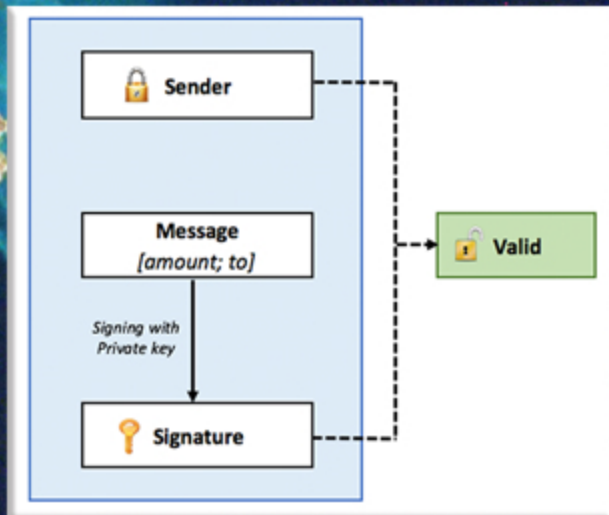 Sender
Message
[amount; to]
Signing with
Private key
Signature
Valid